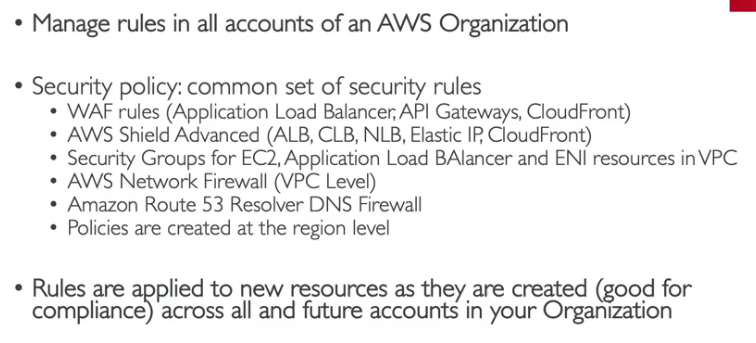 • Manage rules in all accounts of an AWS Organization
• Security policy: common set of security rules
• WAF rules (Application Load Balancer, API Gateways, CloudFront)
• AWS Shield Advanced (ALB, CLB, NLB, Elastic IP, CloudFront)
• Security Groups for EC2, Application Load BAlancer and ENI resources in VPC
• AWS Network Firewall (VPC Level)
• Amazon Route 53 Resolver DNS Firewall
• Policies are created at the region level
• Rules are applied to new resources as they are created (good for
compliance) across all and future accounts in your Organization